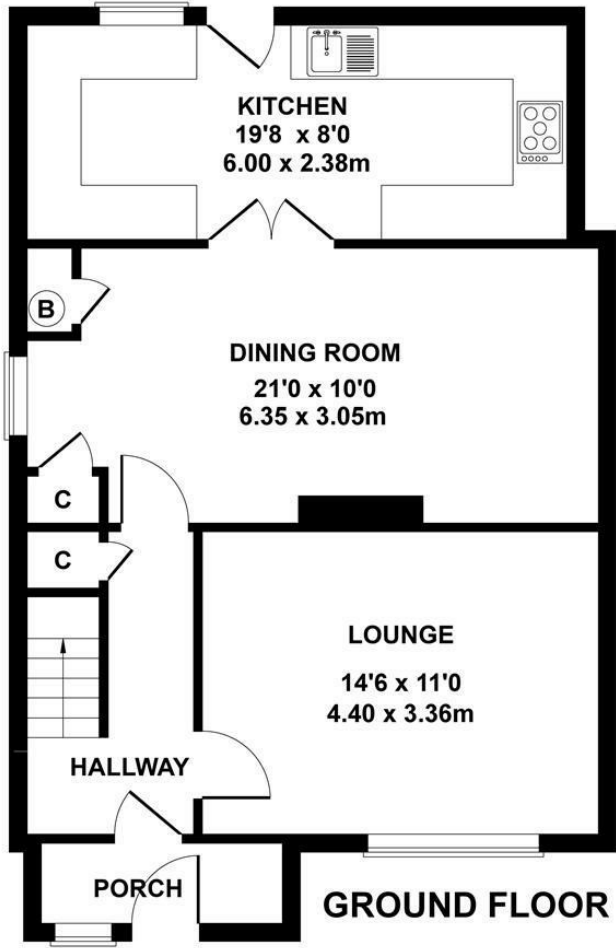 KITCHEN
19'8 x 8'0
6.00 x 2.38m
B
DINING ROOM
21'0 x 10'0
6.35 x 3.05m
C
C
LOUNGE
14'6 x 11'0
4.40 x 3.36m
HALLWAY
PORCH
GROUND FLOOR